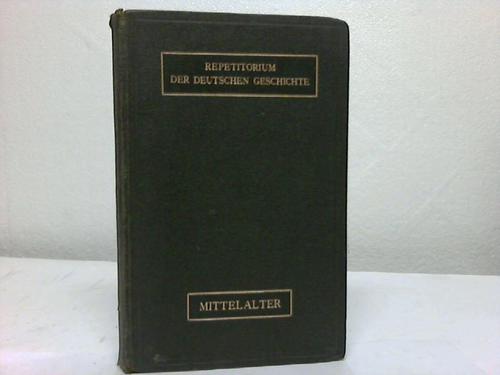 REPETITORIUM
DER DEUTSCHEN GESCHICHTE
MITTELALTER